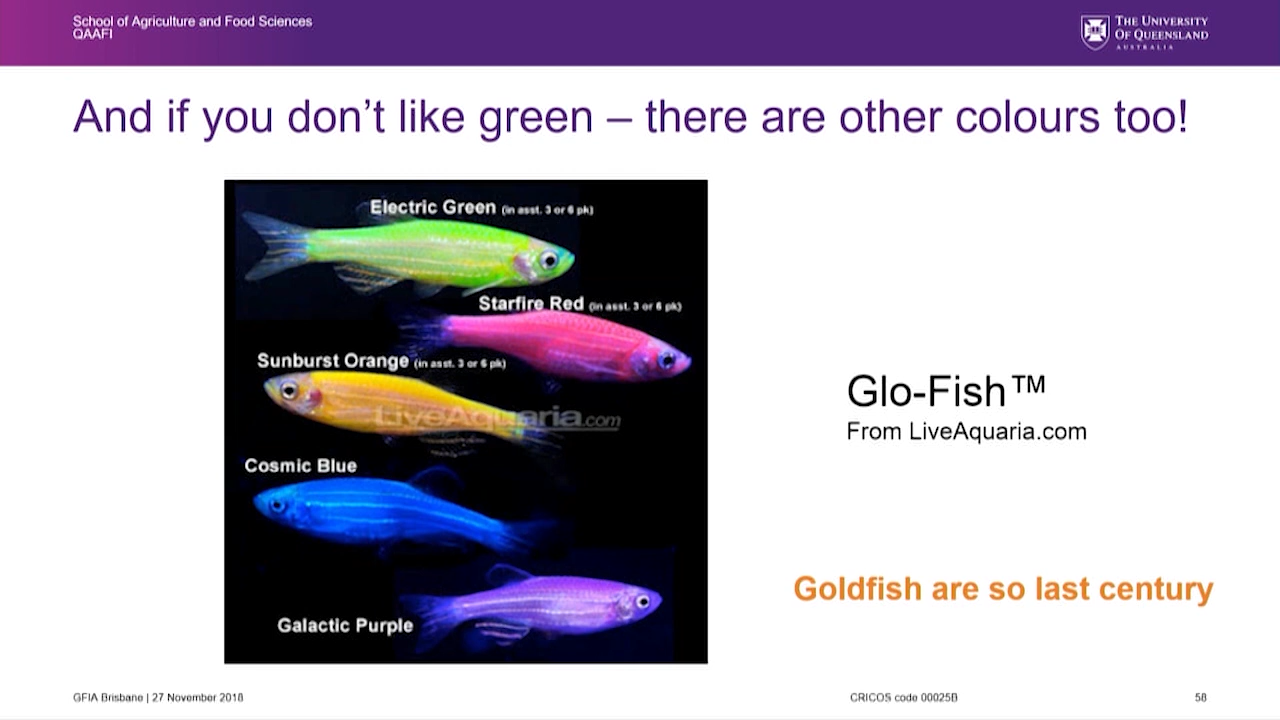 School of Agriculture and Food Sciences
QAAFI
THE UNIVERSITY
OF QUEENSLAND
AUSTRALIA
And if you don't like green – there are other colours too!
Electric Green (in asst. 3 or 6 pk)
Starfire Red (in asst. 3 or 6 pk)
Sunburst Orange (in asst. 3 or 6 pk)
LiveAquaria.com
Cosmic Blue
Galactic Purple
Glo-Fish™
From LiveAquaria.com
Goldfish are so last century
GFIA Brisbane | 27 November 2018
CRICOS code 00025B
58